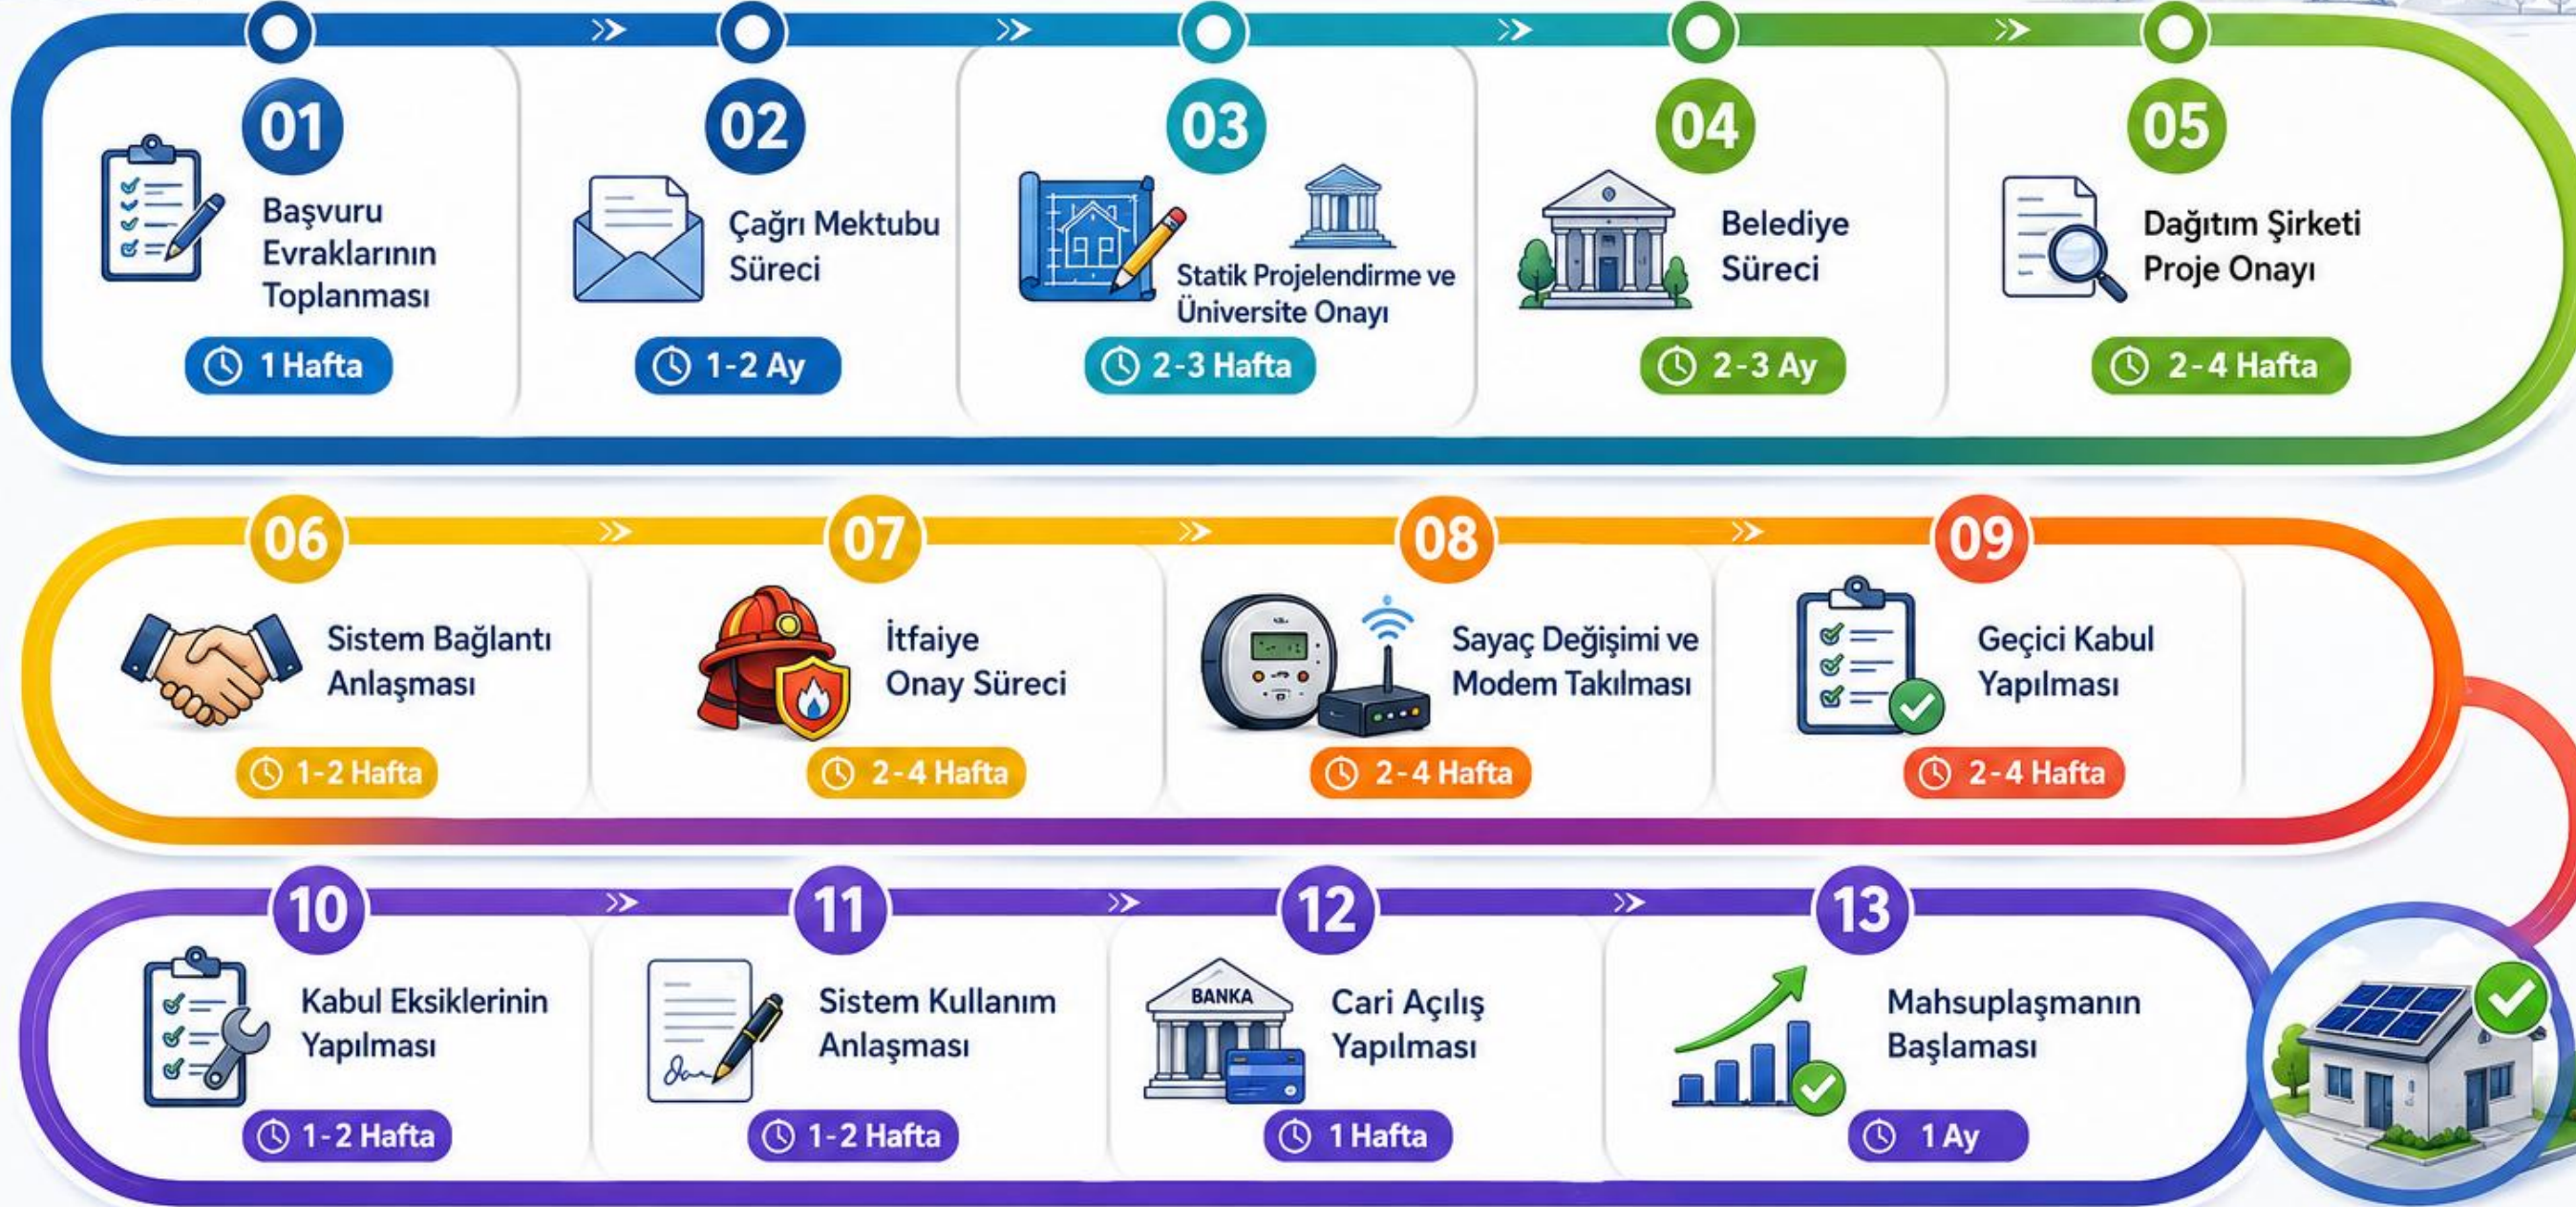 01
Başvuru
Evraklarının
Toplanması
1 Hafta
02
Çağrı Mektubu
Süreci
1-2 Ay
03
Statik Projelendirme ve
Üniversite Onayı
2-3 Hafta
04
Belediye
Süreci
2-3 Ay
05
Dağıtım Şirketi
Proje Onayı
2-4 Hafta
06
Sistem Bağlantı
Anlaşması
1-2 Hafta
07
İtfaiye
Onay Süreci
2-4 Hafta
08
Sayaç Değişimi ve
Modem Takılması
2-4 Hafta
09
Geçici Kabul
Yapılması
2-4 Hafta
10
Kabul Eksiklerinin
Yapılması
1-2 Hafta
11
Sistem Kullanım
Anlaşması
1-2 Hafta
12
BANKA
Cari Açılış
Yapılması
1 Hafta
13
Mahsuplaşmanın
Başlaması
1 Ay